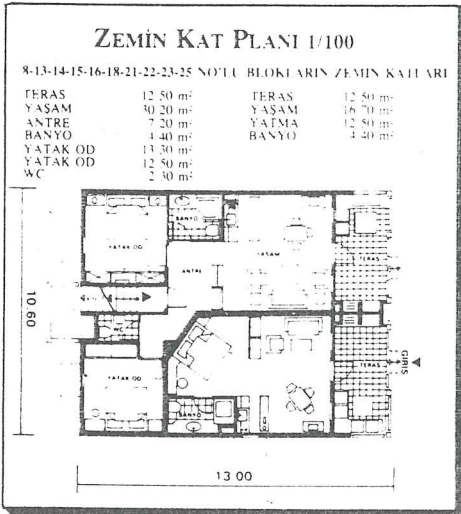 ZEMİN KAT PLANI 1/100
8-13-14-15-16-18-21-22-23-25 NO'LU BLOKLARIN ZEMİN KATLARI
TERAS 12.50 m² TERAS 12.50 m²
YAŞAM 30.20 m² YAŞAM 16.70 m²
ANTRE 7.20 m² YATMA 12.50 m²
BANYO 4.40 m² BANYO 4.40 m²
YATAK OD 13.30 m²
YATAK OD 12.50 m²
WC 2.30 m²
BANYO
YATAK OD
YAŞAM
TERAS
ANTRE
10.60
WC
GİRİŞ
TERAS
YATAK OD
BANYO
13.00